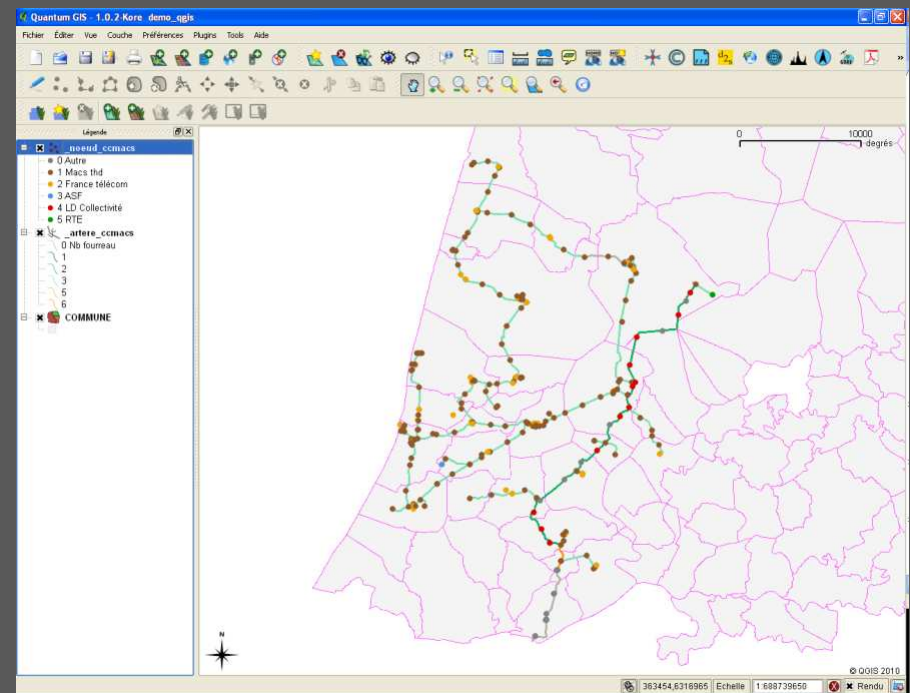 Quantum GIS - 1.0.2-Kore demo_qgis
Fichier Éditer Vue Couche Préférences Plugins Tools Aide
Légende
_noeud_ccmacs
0 Autre
1 Macs thd
2 France télécom
3 ASF
4 LD Collectivité
5 RTE
_artere_ccmacs
0 Nb fourreau
1
2
3
5
6
COMMUNE
0 10000
degrés
N
© QGIS 2010
363454,6316965 Echelle 1:688739650 Rendu